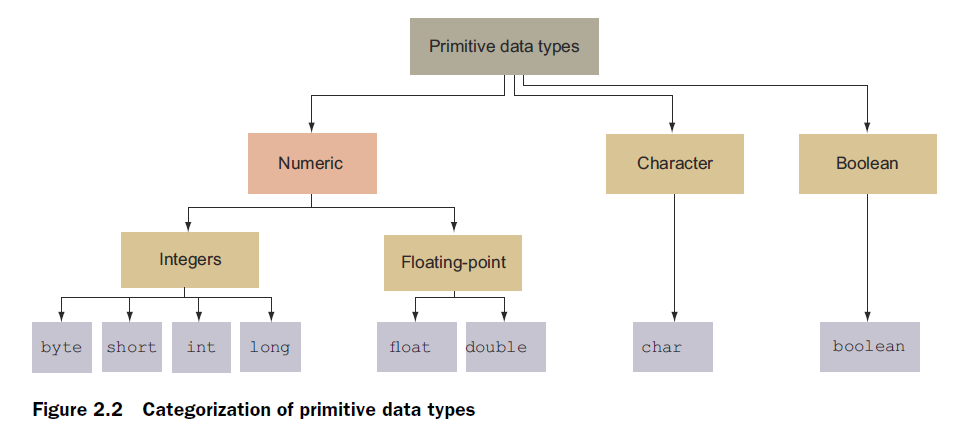 Primitive data types
Numeric
Character
Boolean
Integers
Floating-point
byte
short
int
long
float
double
char
boolean
Figure 2.2 Categorization of primitive data types